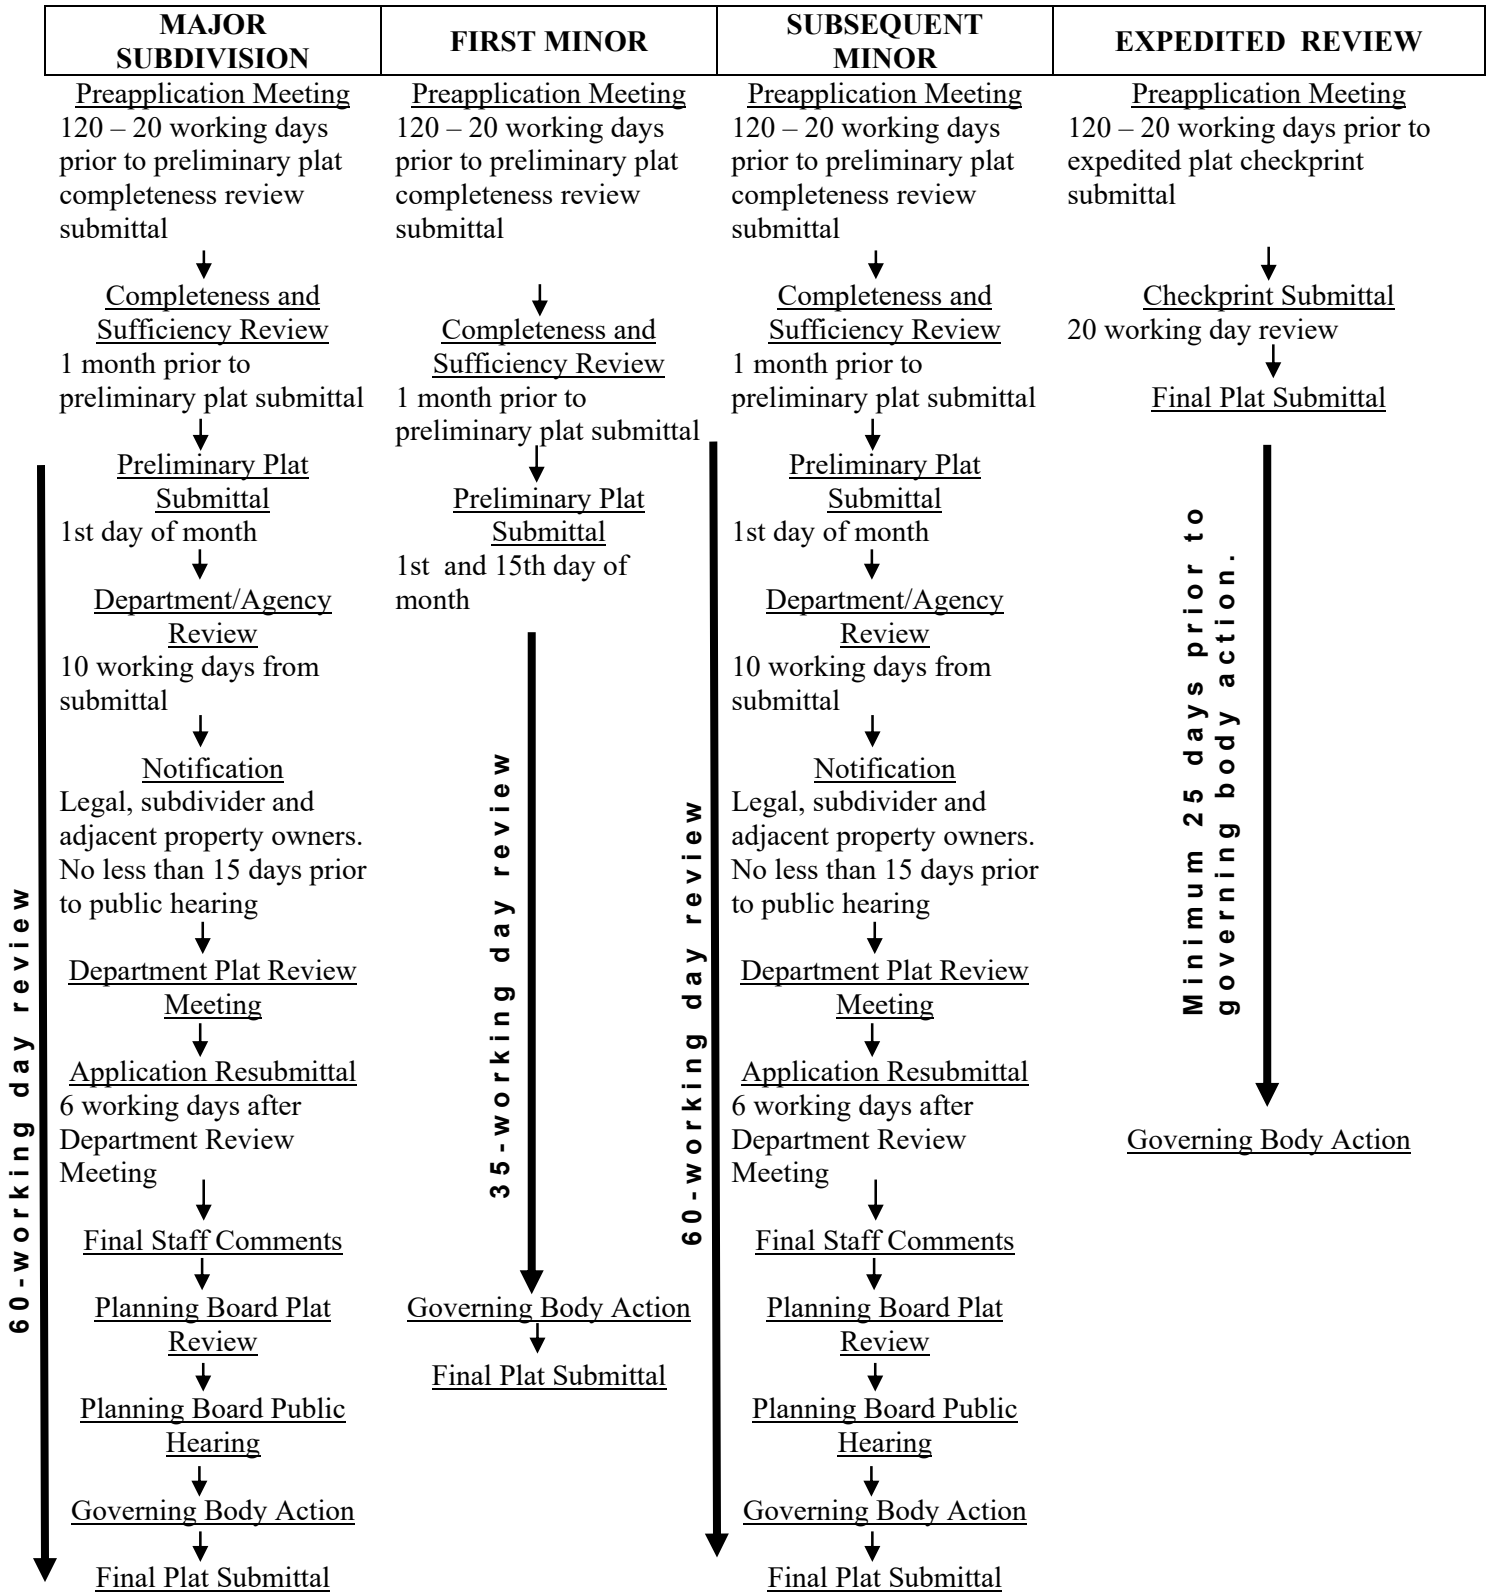 MAJOR
SUBDIVISION
FIRST MINOR
SUBSEQUENT
MINOR
EXPEDITED REVIEW
Preapplication Meeting
120 – 20 working days
prior to preliminary plat
completeness review
submittal
Completeness and
Sufficiency Review
1 month prior to
preliminary plat submittal
Preliminary Plat
Submittal
1st day of month
Department/Agency
Review
10 working days from
submittal
Notification
Legal, subdivider and
adjacent property owners.
No less than 15 days prior
to public hearing
Department Plat Review
Meeting
Application Resubmittal
6 working days after
Department Review
Meeting
Final Staff Comments
Planning Board Plat
Review
Planning Board Public
Hearing
Governing Body Action
Final Plat Submittal
60-working day review
Preapplication Meeting
120 – 20 working days
prior to preliminary plat
completeness review
submittal
Completeness and
Sufficiency Review
1 month prior to
preliminary plat submittal
Preliminary Plat
Submittal
1st and 15th day of
month
35-working day review
Governing Body Action
Final Plat Submittal
Preapplication Meeting
120 – 20 working days
prior to preliminary plat
completeness review
submittal
Completeness and
Sufficiency Review
1 month prior to
preliminary plat submittal
Preliminary Plat
Submittal
1st day of month
Department/Agency
Review
10 working days from
submittal
Notification
Legal, subdivider and
adjacent property owners.
No less than 15 days prior
to public hearing
Department Plat Review
Meeting
Application Resubmittal
6 working days after
Department Review
Meeting
Final Staff Comments
Planning Board Plat
Review
Planning Board Public
Hearing
Governing Body Action
Final Plat Submittal
60-working day review
Preapplication Meeting
120 – 20 working days prior to
expedited plat checkprint
submittal
Checkprint Submittal
20 working day review
Final Plat Submittal
Minimum 25 days prior to
governing body action.
Governing Body Action